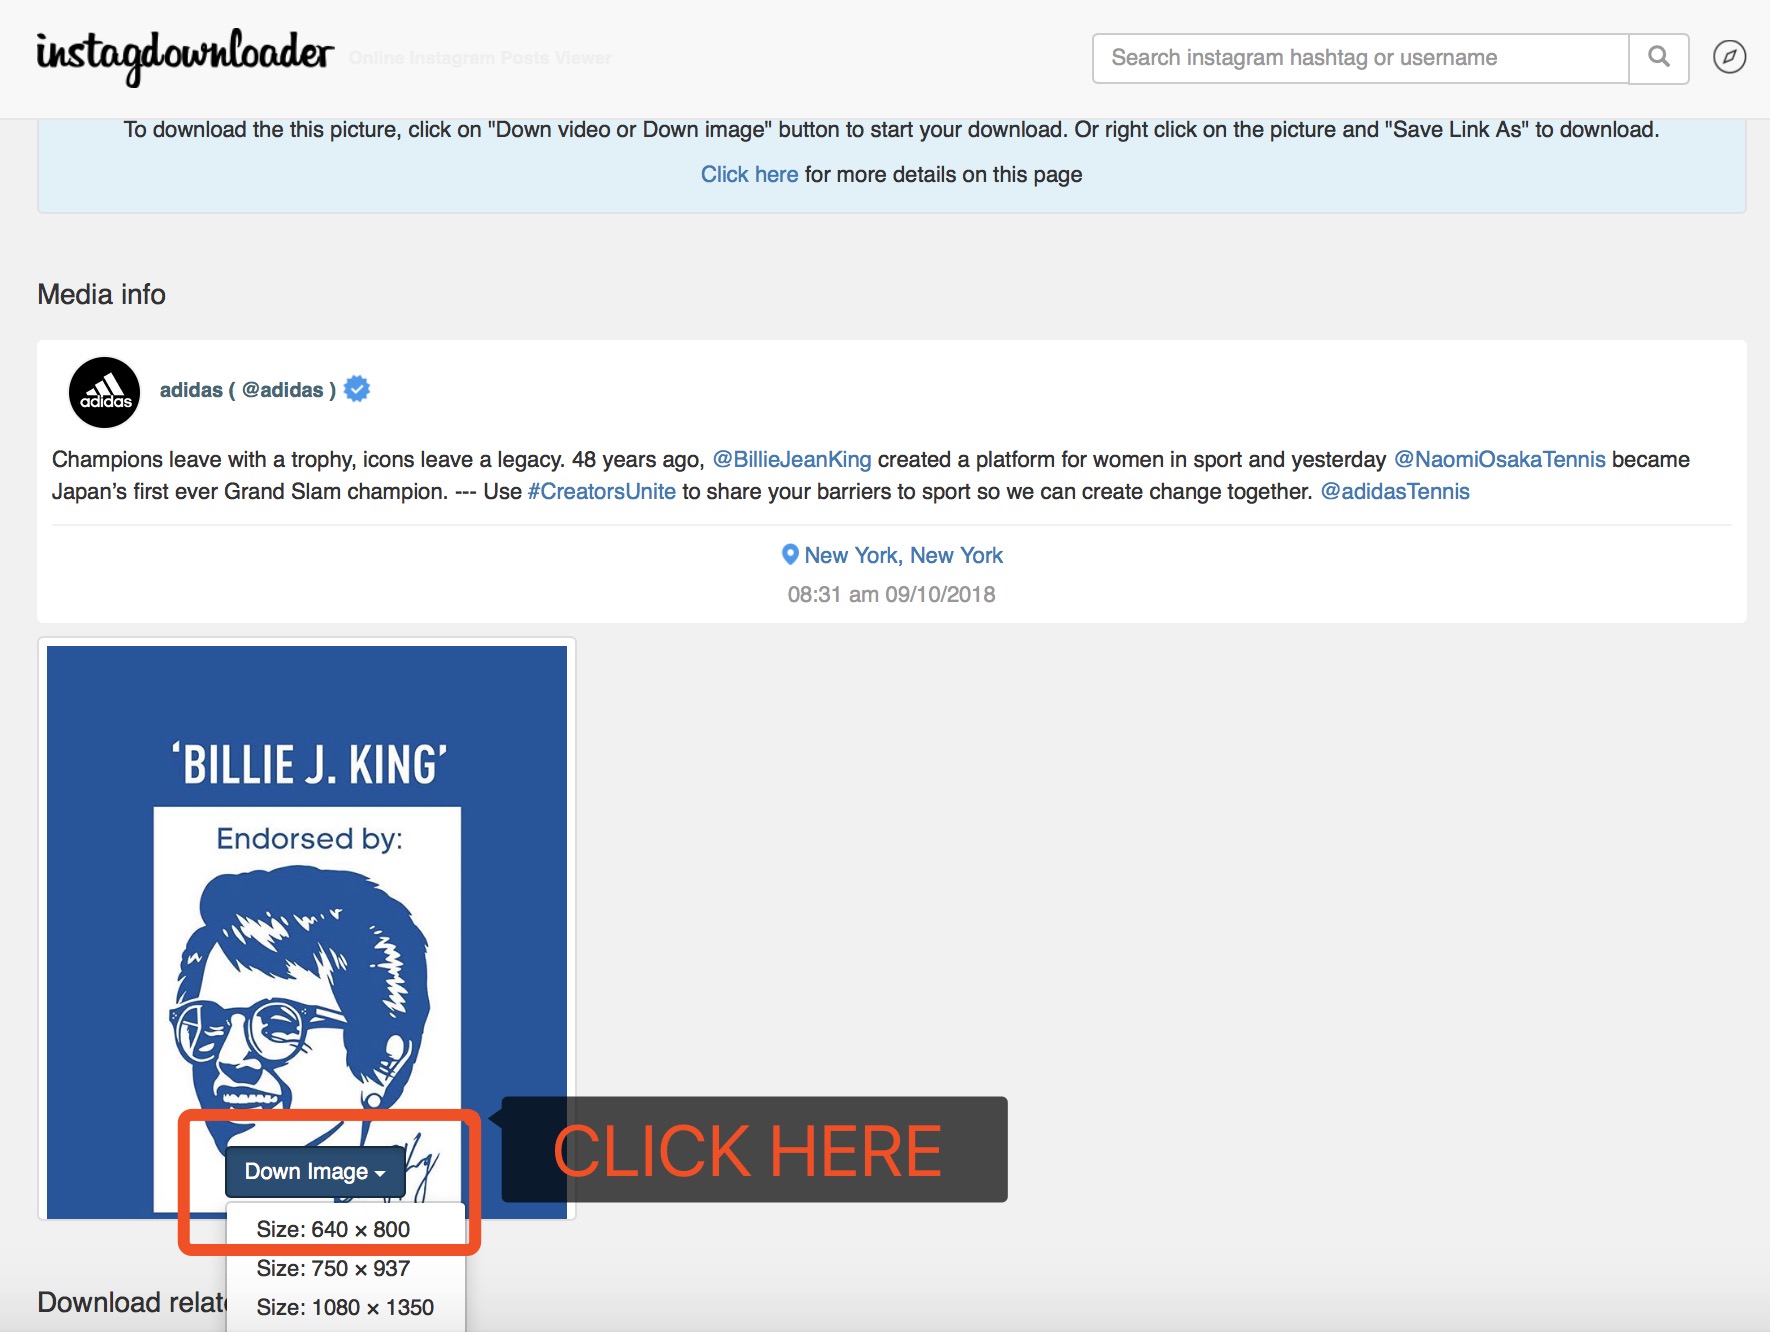 instagdownloader Online Instagram Posts Viewer
Search instagram hashtag or username
To download the this picture, click on "Down video or Down image" button to start your download. Or right click on the picture and "Save Link As" to download.
Click here for more details on this page
Media info
adidas
adidas ( @adidas )
Champions leave with a trophy, icons leave a legacy. 48 years ago, @BillieJeanKing created a platform for women in sport and yesterday @NaomiOsakaTennis became
Japan’s first ever Grand Slam champion. --- Use #CreatorsUnite to share your barriers to sport so we can create change together. @adidasTennis
New York, New York
08:31 am 09/10/2018
‘BILLIE J. KING’
Endorsed by:
CLICK HERE
Down Image
Size: 640 × 800
Size: 750 × 937
Size: 1080 × 1350
Download